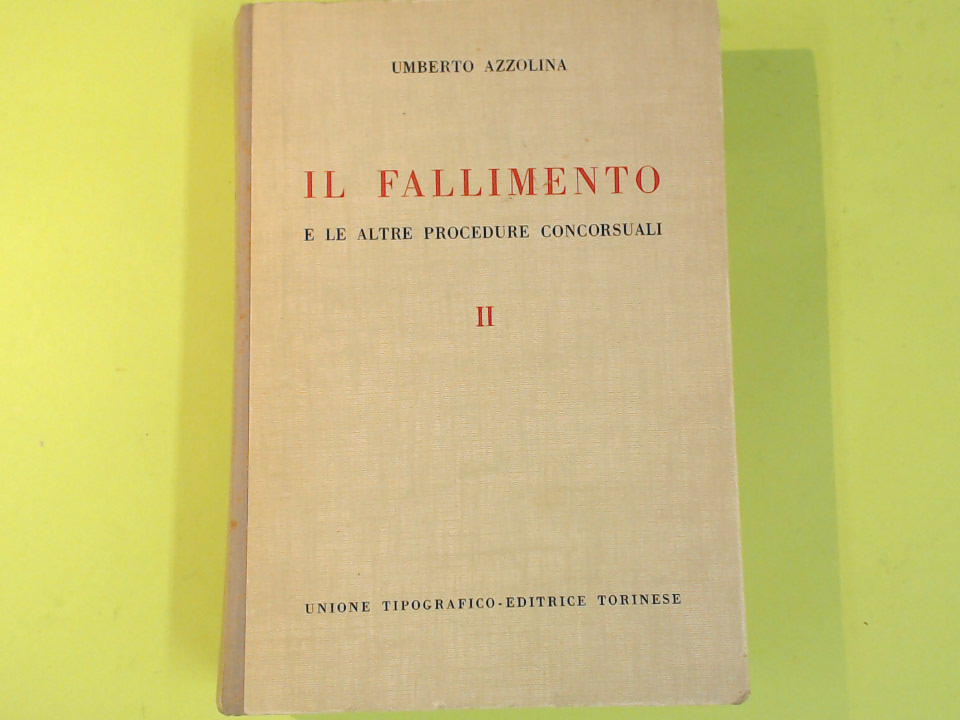 UMBERTO AZZOLINA
IL FALLIMENTO
E LE ALTRE PROCEDURE CONCORSUALI
II
UNIONE TIPOGRAFICO-EDITRICE TORINESE